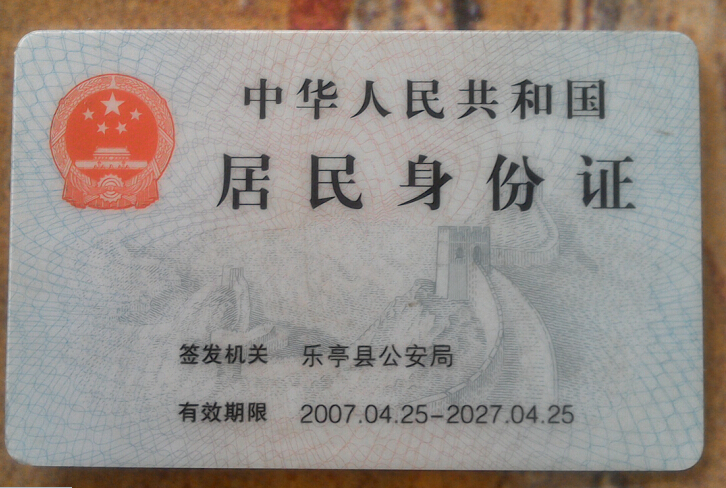 中华人民共和国
居民身份证
签发机关 乐亭县公安局
有效期限 2007.04.25-2027.04.25